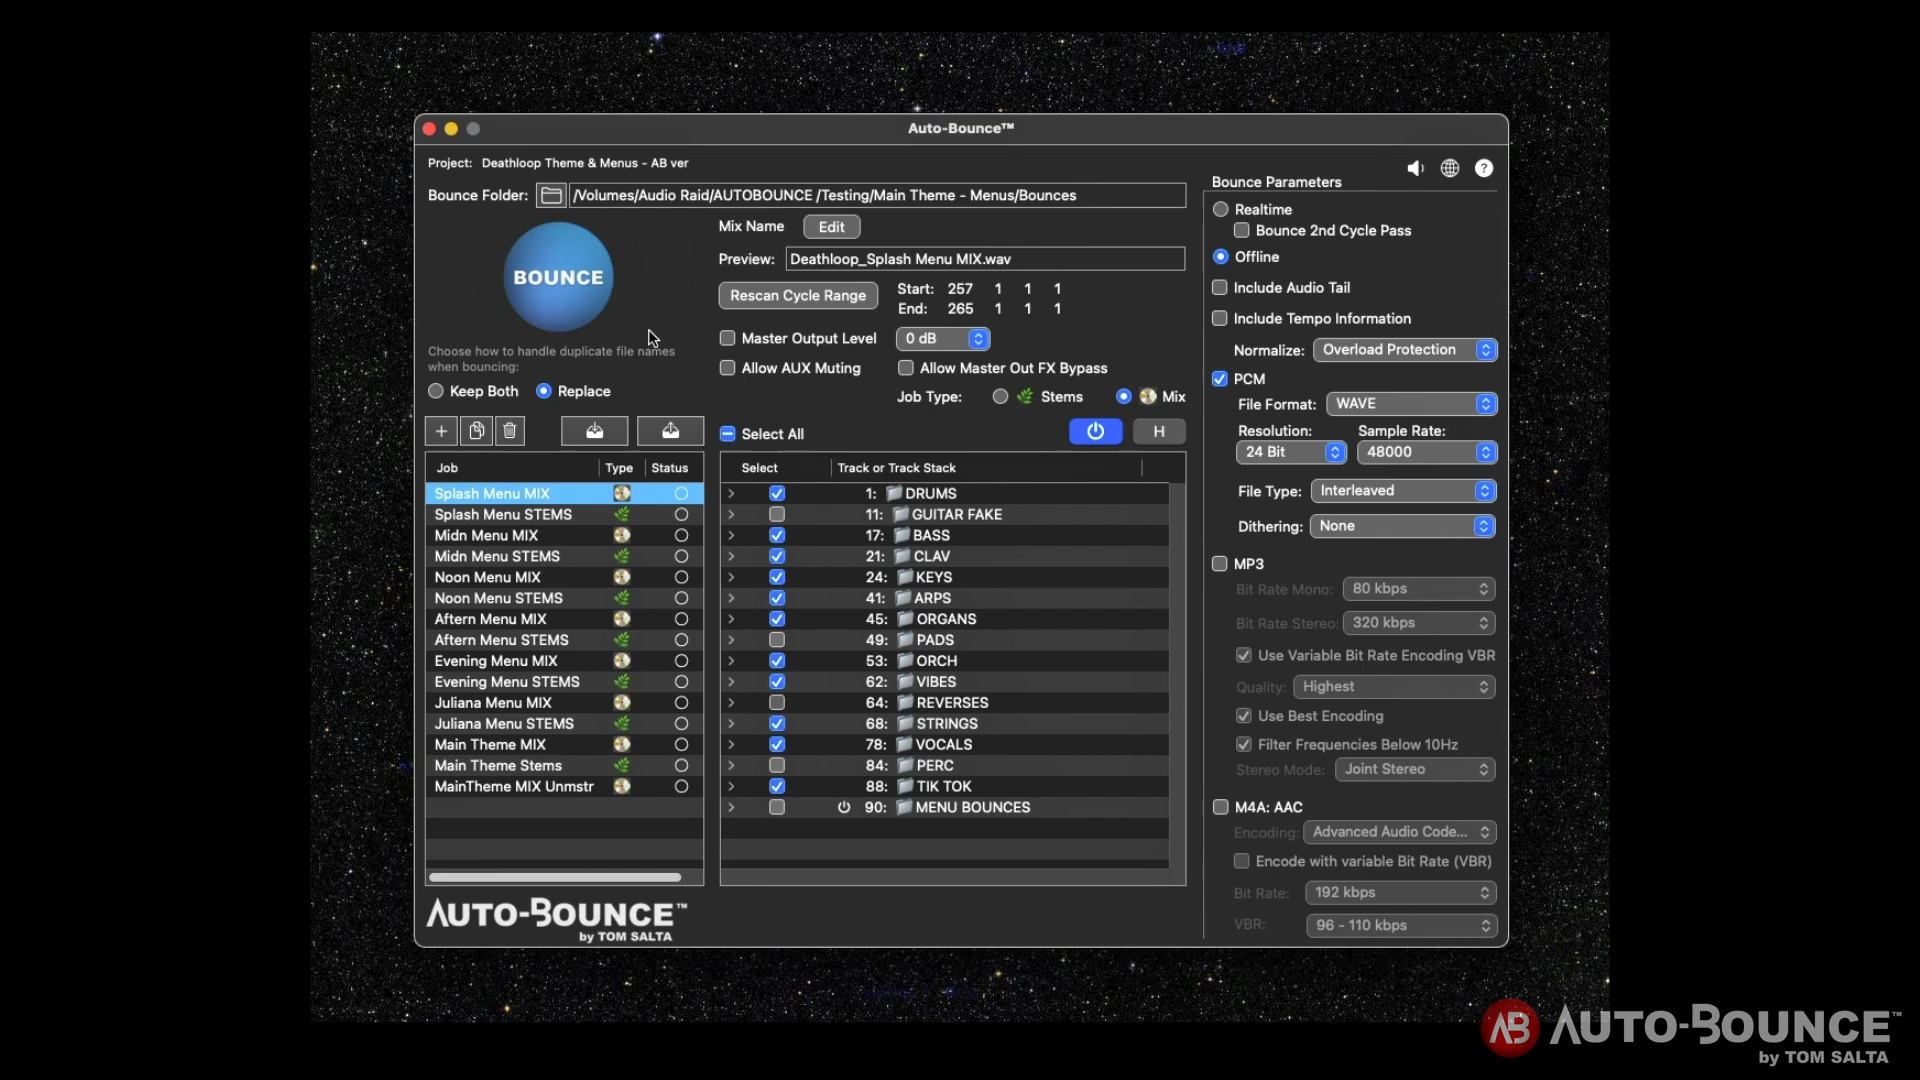 Auto-Bounce™
Project: Deathloop Theme & Menus - AB ver
Bounce Folder: /Volumes/Audio Raid/AUTOBOUNCE /Testing/Main Theme - Menus/Bounces
BOUNCE
Choose how to handle duplicate file names
when bouncing:
Keep Both Replace
Mix Name Edit
Preview: Deathloop_Splash Menu MIX.wav
Rescan Cycle Range
Start: 257 1 1 1
End: 265 1 1 1
Master Output Level 0 dB
Allow AUX Muting Allow Master Out FX Bypass
Job Type: Stems Mix
Select All H
Job Type Status
Splash Menu MIX
Splash Menu STEMS
Midn Menu MIX
Midn Menu STEMS
Noon Menu MIX
Noon Menu STEMS
Aftern Menu MIX
Aftern Menu STEMS
Evening Menu MIX
Evening Menu STEMS
Juliana Menu MIX
Juliana Menu STEMS
Main Theme MIX
Main Theme Stems
MainTheme MIX Unmstr
Select Track or Track Stack
1: DRUMS
11: GUITAR FAKE
17: BASS
21: CLAV
24: KEYS
41: ARPS
45: ORGANS
49: PADS
53: ORCH
62: VIBES
64: REVERSES
68: STRINGS
78: VOCALS
84: PERC
88: TIK TOK
90: MENU BOUNCES
?
Bounce Parameters
Realtime
Bounce 2nd Cycle Pass
Offline
Include Audio Tail
Include Tempo Information
Normalize: Overload Protection
PCM
File Format: WAVE
Resolution: Sample Rate:
24 Bit 48000
File Type: Interleaved
Dithering: None
MP3
Bit Rate Mono: 80 kbps
Bit Rate Stereo: 320 kbps
Use Variable Bit Rate Encoding VBR
Quality: Highest
Use Best Encoding
Filter Frequencies Below 10Hz
Stereo Mode: Joint Stereo
M4A: AAC
Encoding: Advanced Audio Code...
Encode with variable Bit Rate (VBR)
Bit Rate: 192 kbps
VBR: 96 - 110 kbps
AUTO-BOUNCE™
by TOM SALTA
AB AUTO-BOUNCE™
by TOM SALTA